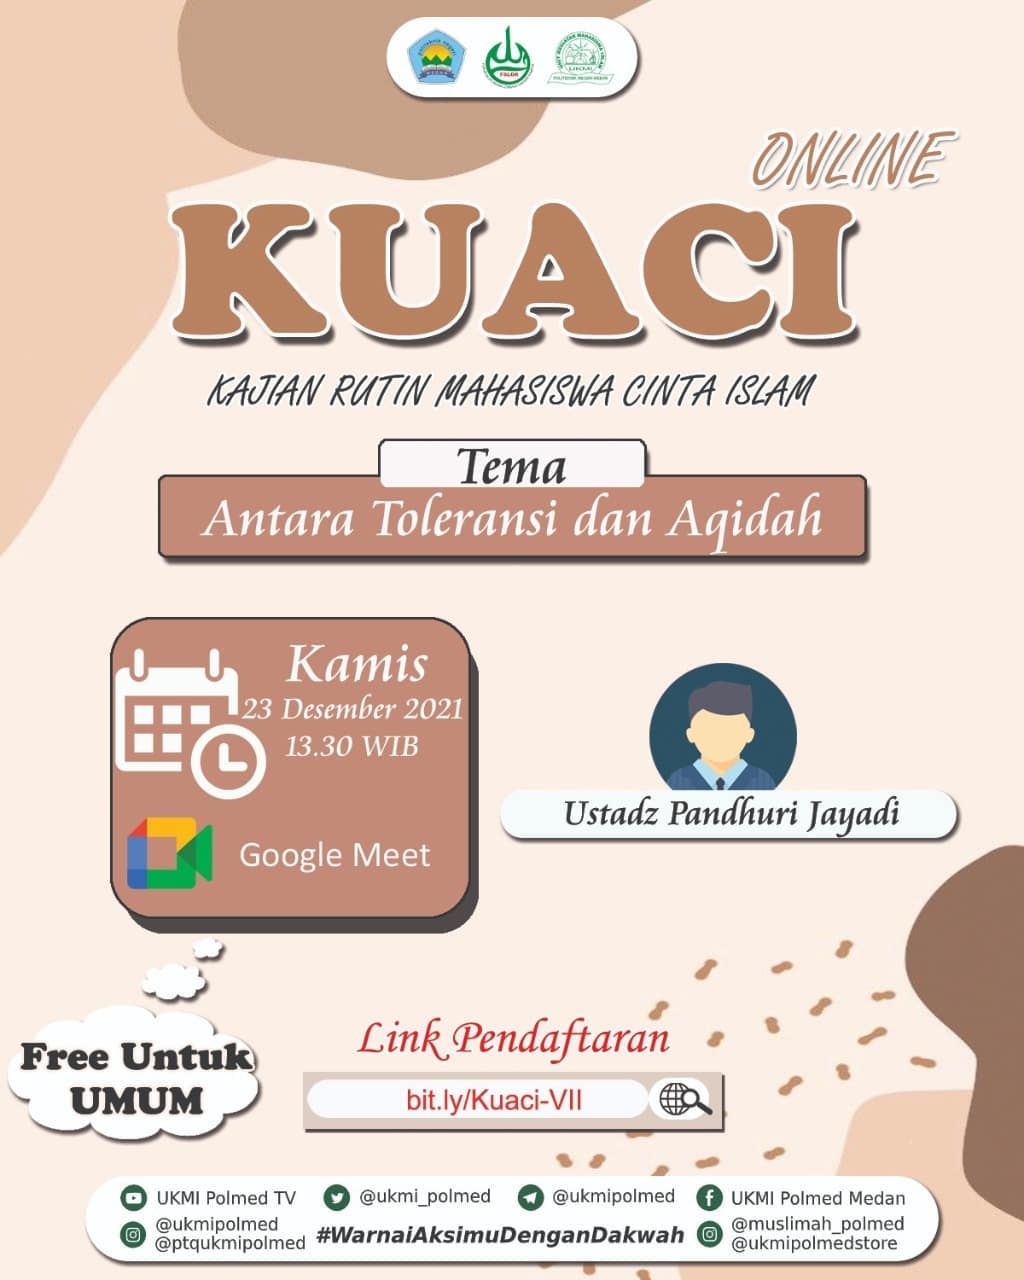 FSLDK
UKMI
ONLINE
KUACI
KAJIAN RUTIN MAHASISWA CINTA ISLAM
Tema
Antara Toleransi dan Aqidah
Kamis
23 Desember 2021
13.30 WIB
Google Meet
Ustadz Pandhuri Jayadi
Free Untuk
UMUM
Link Pendaftaran
bit.ly/Kuaci-VII
UKMI Polmed TV
@ukmi_polmed
@ukmipolmed
UKMI Polmed Medan
@ukmipolmed
@ptqukmipolmed
#WarnaiAksimuDenganDakwah
@muslimah_polmed
@ukmipolmedstore